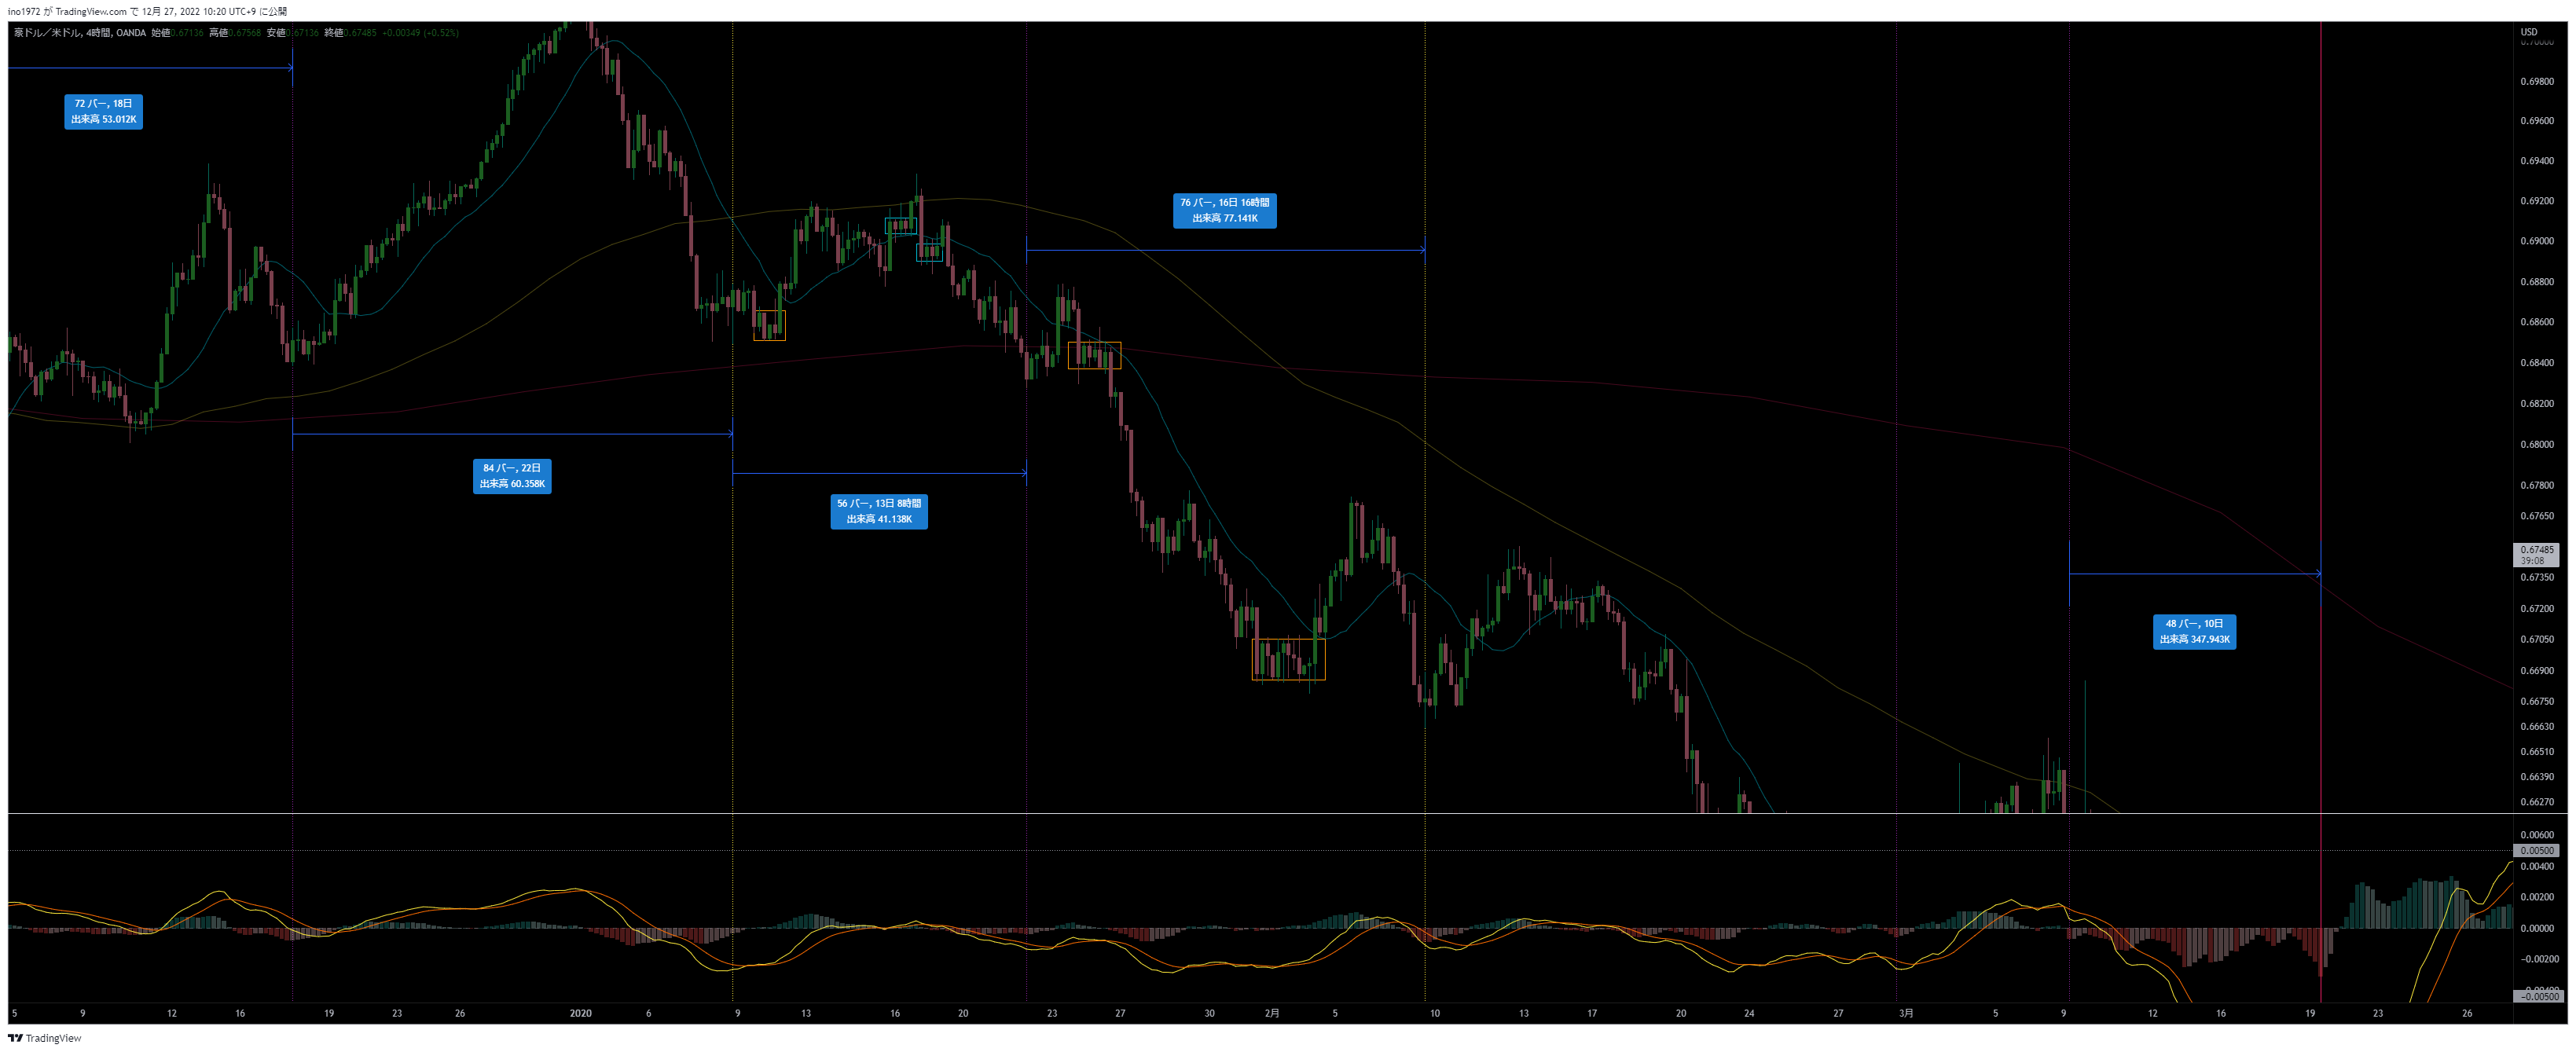 ino1972 が TradingView.com で 12月 27, 2022 10:20 UTC+9 に公開
豪ドル／米ドル, 4時間, OANDA 始値0.67136 高値0.67568 安値0.67136 終値0.67485 +0.00349 (+0.52%)
USD
0.70000
0.69800
72 バー, 18日
出来高 53.012K
0.69600
0.69400
76 バー, 16日 16時間
出来高 77.141K
0.69200
0.69000
0.68800
0.68600
0.68400
0.68200
0.68000
84 バー, 22日
出来高 60.358K
0.67800
56 バー, 13日 8時間
出来高 41.138K
0.67650
0.67485
39:08
0.67350
0.67200
48 バー, 10日
出来高 347.943K
0.67050
0.66900
0.66750
0.66630
0.66510
0.66390
0.66270
0.00600
0.00500
0.00400
0.00200
0.00000
−0.00200
−0.00400
−0.00500
5 9 12 16 19 23 26 2020 6 9 13 16 20 23 27 30 2月 5 10 13 17 20 24 27 3月 5 9 12 16 19 23 26
TradingView